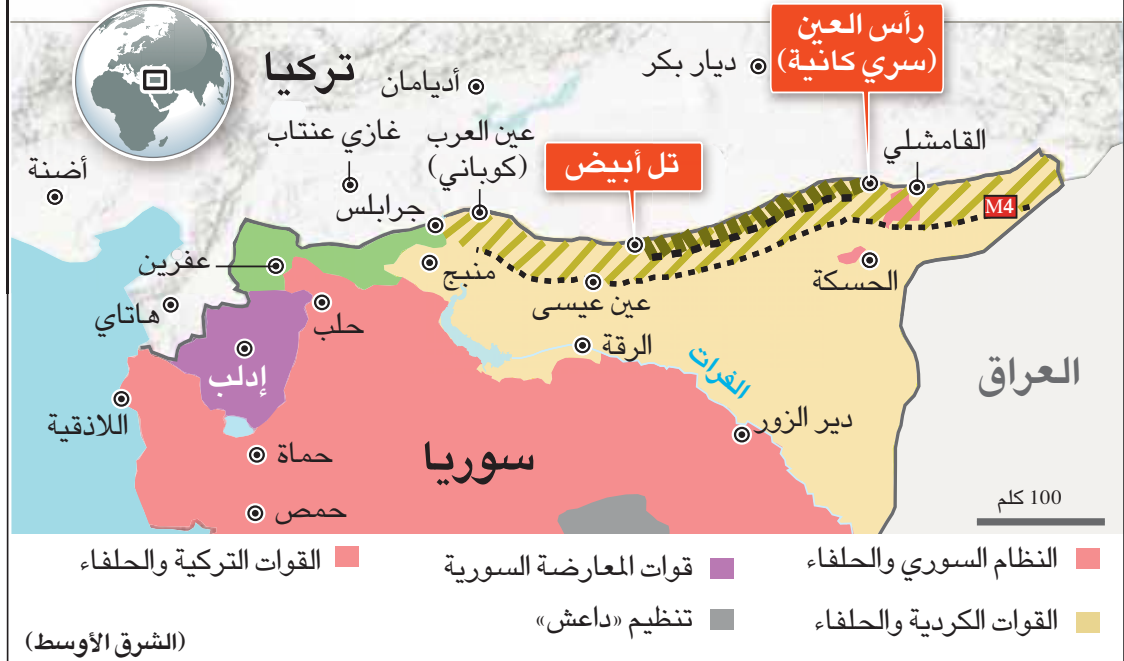 رأس العين
(سري كانية)
تركيا
ديار بكر
أديامان
القامشلي
عين العرب
(كوباني)
غازي عنتاب
تل أبيض
أضنة
جرابلس
M4
عفرين
منبج
الحسكة
هاتاي
حلب
عين عيسى
الرقة
الفرات
العراق
إدلب
اللاذقية
دير الزور
حماة
سوريا
حمص
100 كلم
النظام السوري والحلفاء
قوات المعارضة السورية
القوات التركية والحلفاء
القوات الكردية والحلفاء
تنظيم «داعش»
(الشرق الأوسط)